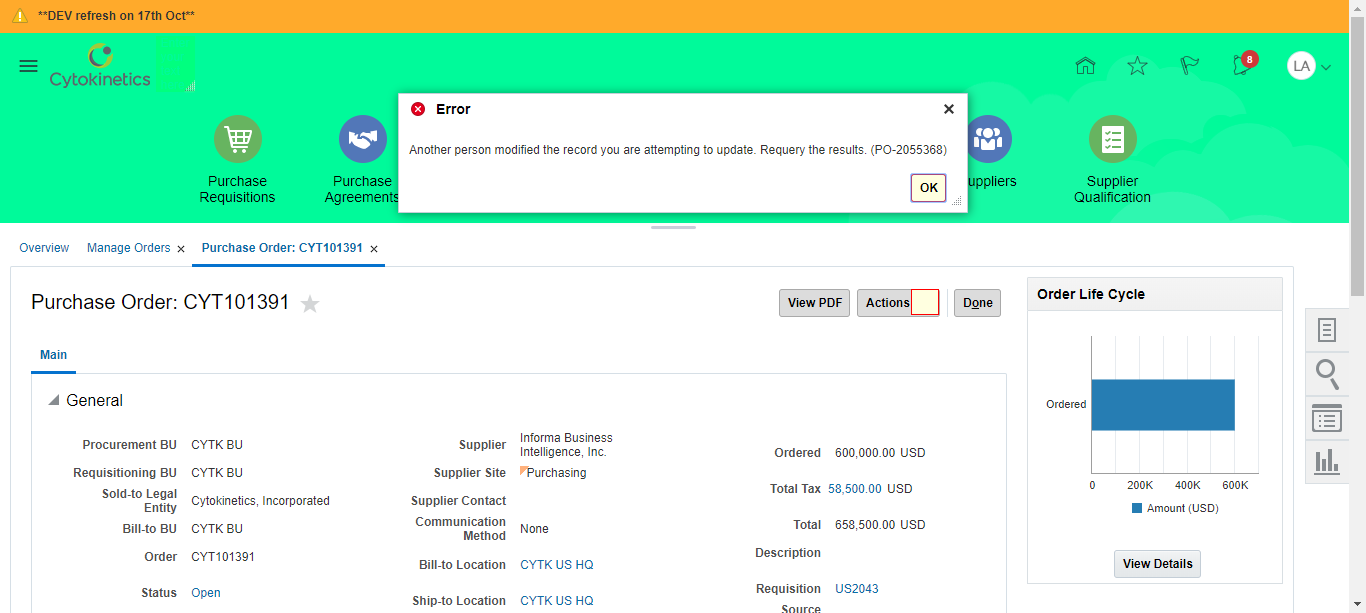 **DEV refresh on 17th Oct**
Cytokinetics
8
LA
Purchase
Requisitions
Purchase
Agreements
uppliers
Supplier
Qualification
Error
Another person modified the record you are attempting to update. Requery the results. (PO-2055368)
OK
Overview
Manage Orders
Purchase Order: CYT101391
Purchase Order: CYT101391
View PDF
Actions
Done
Main
General
Procurement BU CYTK BU
Requisitioning BU CYTK BU
Sold-to Legal
Entity
Cytokinetics, Incorporated
Bill-to BU CYTK BU
Order CYT101391
Status Open
Supplier
Informa Business
Intelligence, Inc.
Supplier Site Purchasing
Supplier Contact
Communication
Method
None
Bill-to Location CYTK US HQ
Ship-to Location CYTK US HQ
Ordered 600,000.00 USD
Total Tax 58,500.00 USD
Total 658,500.00 USD
Description
Requisition US2043
Source
Order Life Cycle
Ordered
0 200K 400K 600K
Amount (USD)
View Details